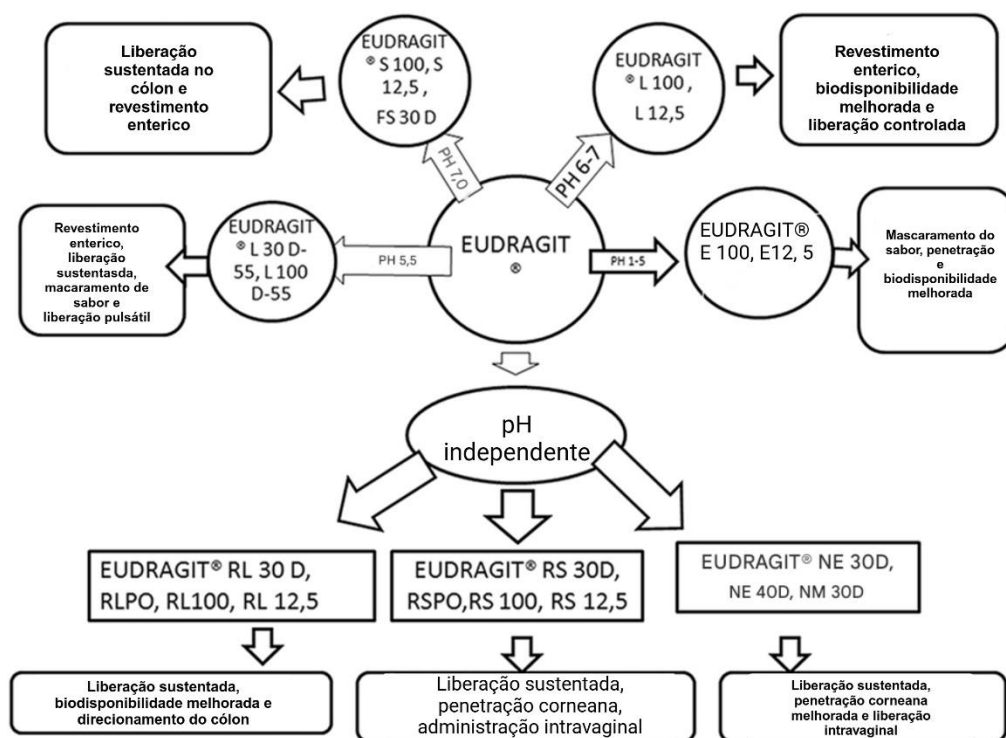 Liberação
sustentada no
cólon e
revestimento
enterico
EUDRAGIT
® S 100, S
12,5 ,
FS 30 D
EUDRAGIT
® L 100 ,
L 12,5
Revestimento
enterico,
biodisponibilidade
melhorada e
liberação controlada
PH 7,0
PH 6-7
Revestimento
enterico,
liberação
sustentasda,
macaramento de
sabor e
liberação pulsátil
EUDRAGIT
® L 30 D-
55, L 100
D-55
PH 5,5
EUDRAGIT
®
PH 1-5
EUDRAGIT®
E 100, E12, 5
Mascaramento do
sabor, penetração
e
biodisponibilidade
melhorada
pH
independente
EUDRAGIT® RL 30 D,
RLPO, RL100, RL 12,5
EUDRAGIT® RS 30D,
RSPO,RS 100, RS 12,5
EUDRAGIT® NE 30D,
NE 40D, NM 30D
Liberação sustentada,
biodisponibilidade melhorada e
direcionamento do cólon
Liberação sustentada,
penetração corneana,
administração intravaginal
Liberação sustentada,
penetração corneana
melhorada e liberação
intravaginal